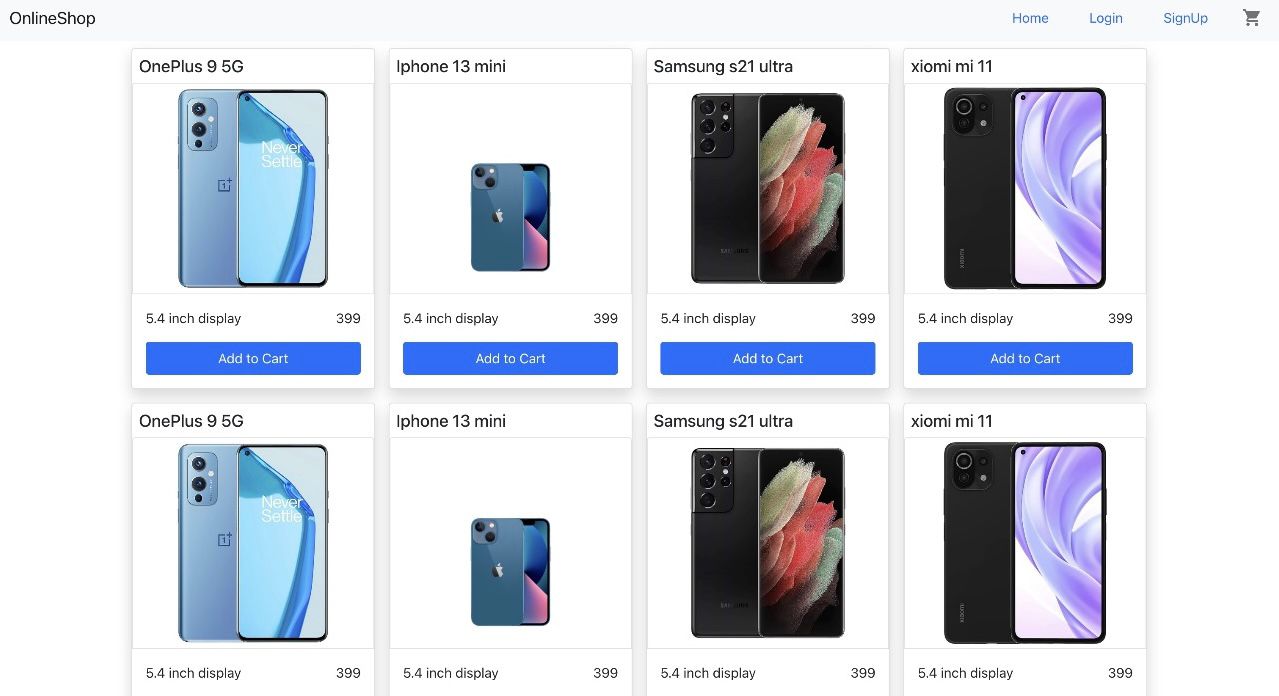 OnlineShop Home Login SignUp
OnePlus 9 5G Iphone 13 mini Samsung s21 ultra xiomi mi 11
Never
Settle
SAMSUNG
xiaomi
5.4 inch display 399 5.4 inch display 399 5.4 inch display 399 5.4 inch display 399
Add to Cart Add to Cart Add to Cart Add to Cart
OnePlus 9 5G Iphone 13 mini Samsung s21 ultra xiomi mi 11
Never
Settle
SAMSUNG
xiaomi
5.4 inch display 399 5.4 inch display 399 5.4 inch display 399 5.4 inch display 399